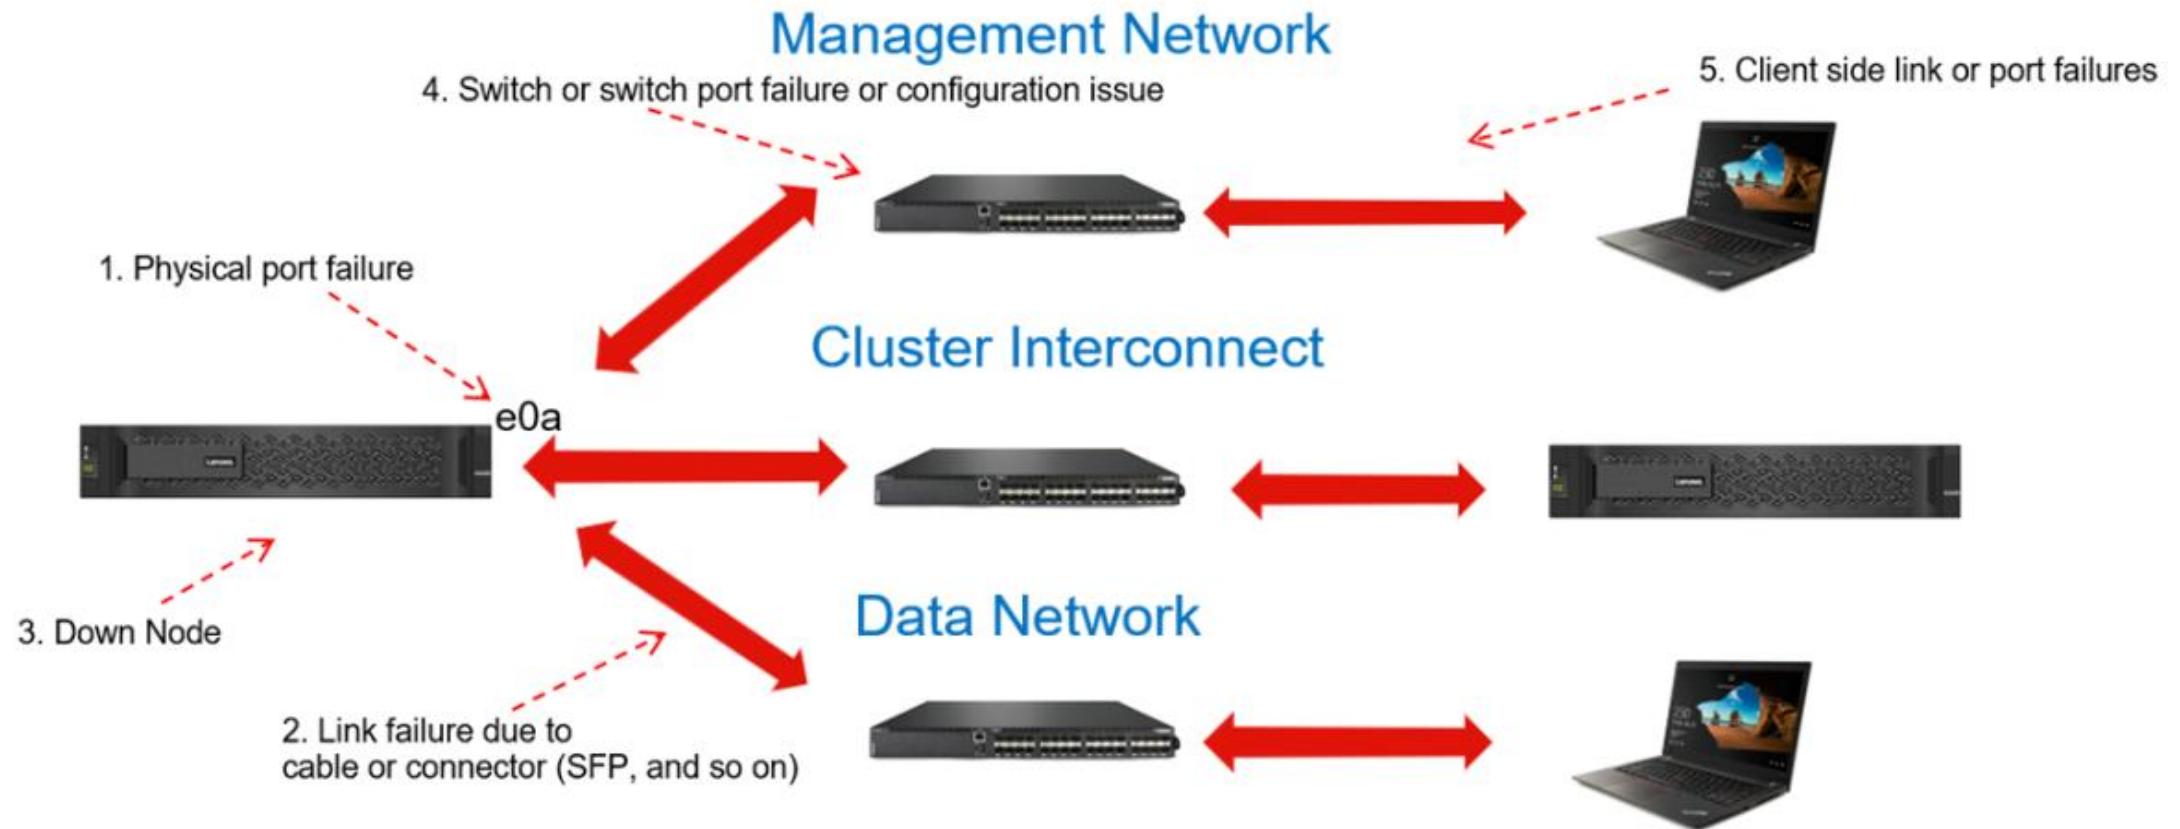 Management Network
4. Switch or switch port failure or configuration issue
5. Client side link or port failures
1. Physical port failure
Cluster Interconnect
e0a
Lenovo
Lenovo
3. Down Node
Data Network
2. Link failure due to
cable or connector (SFP, and so on)